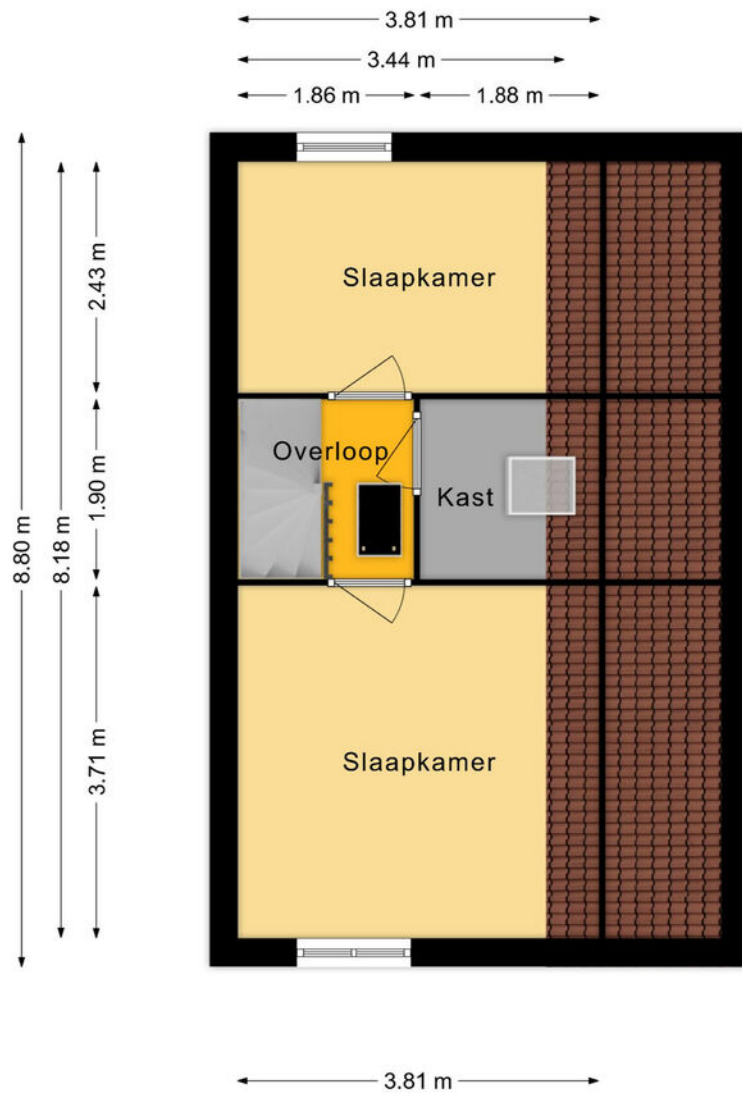 3.81 m
3.44 m
1.86 m
1.88 m
2.43 m
Slaapkamer
1.90 m
Overloop
Kast
8.80 m
8.18 m
3.71 m
Slaapkamer
3.81 m